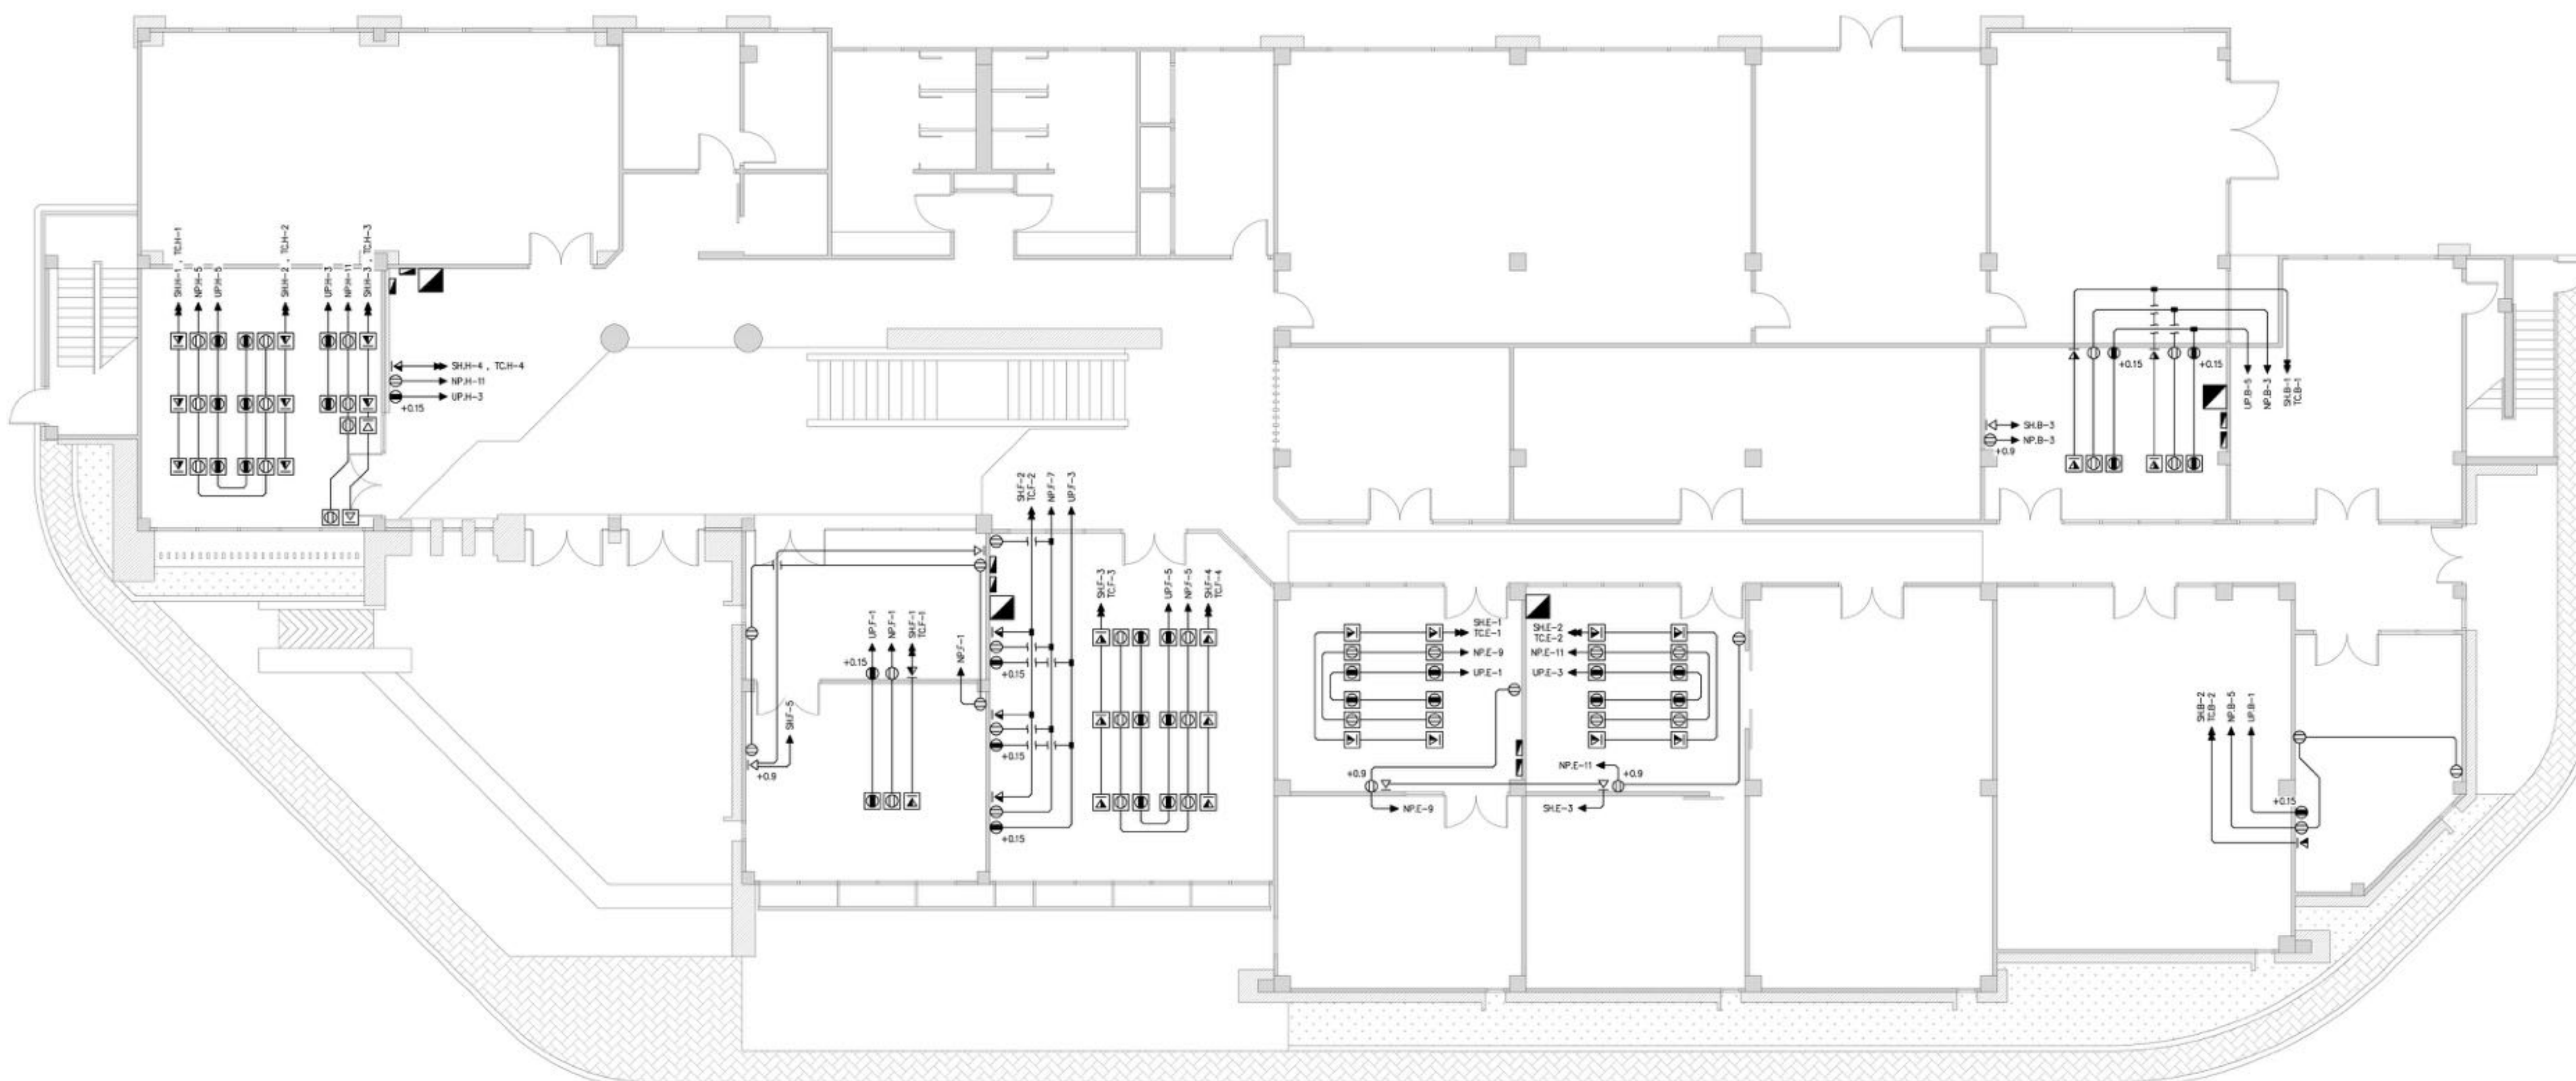 SH.H-1 , TC.H-1
NP.H-5
UP.H-5
SH.H-2 , TC.H-2
UP.H-3
NP.H-11
SH.H-3 , TC.H-3
SH.H-4 , TC.H-4
NP.H-11
UP.H-3
+0.15
SH.F-5
+0.9
+0.15
UP.F-1
NP.F-1
SH.F-1
TC.F-1
NP.F-1
SH.F-2
TC.F-2
NP.F-7
UP.F-3
+0.15
+0.15
+0.15
SH.F-3
TC.F-3
UP.F-5
NP.F-5
SH.F-4
TC.F-4
SH.E-1
TC.E-1
NP.E-9
UP.E-1
SH.E-2
TC.E-2
NP.E-11
UP.E-3
+0.9
NP.E-9
NP.E-11
+0.9
SH.E-3
SH.B-3
NP.B-3
+0.9
+0.15
+0.15
UP.B-5
NP.B-3
SH.B-1
TC.B-1
SH.B-2
TC.B-2
NP.B-5
UP.B-1
+0.15